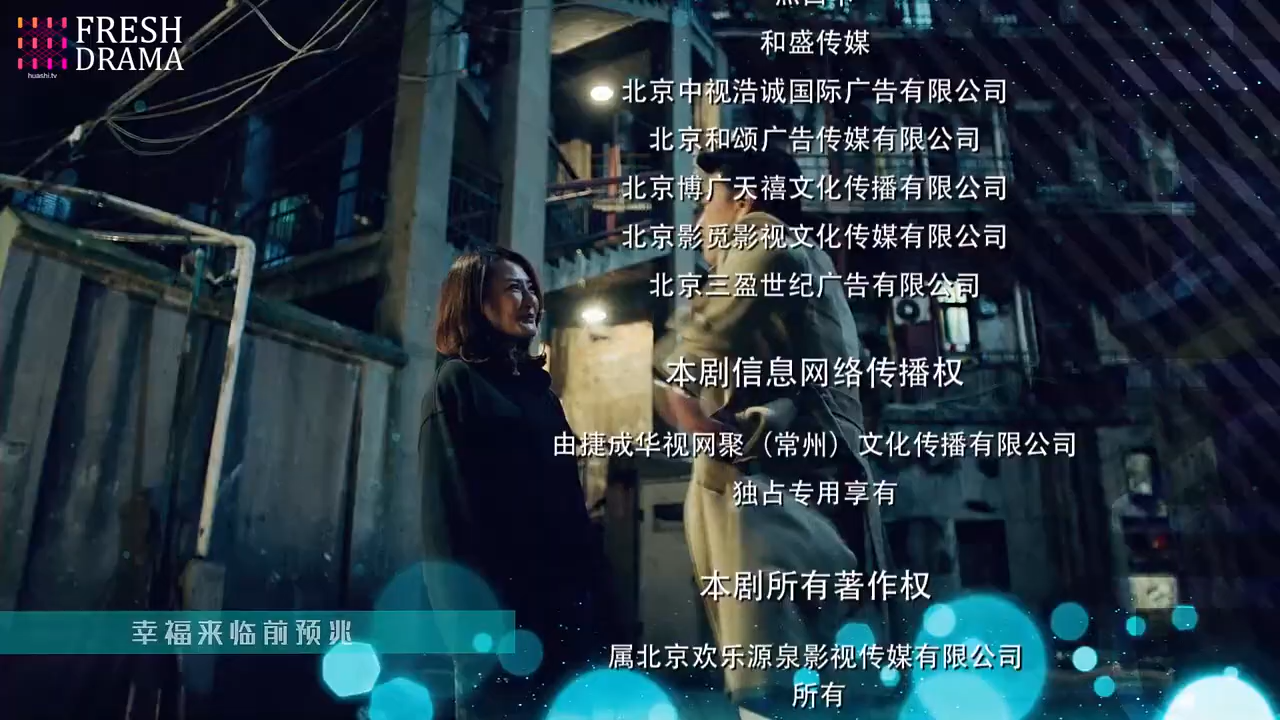 FRESH
DRAMA
huashi.tv
和盛传媒
北京中视浩诚国际广告有限公司
北京和颂广告传媒有限公司
北京博广天禧文化传播有限公司
北京影觅影视文化传媒有限公司
北京三盈世纪广告有限公司
本剧信息网络传播权
由捷成华视网聚（常州）文化传播有限公司
独占专用享有
本剧所有著作权
幸福来临前预兆
属北京欢乐源泉影视传媒有限公司
所有